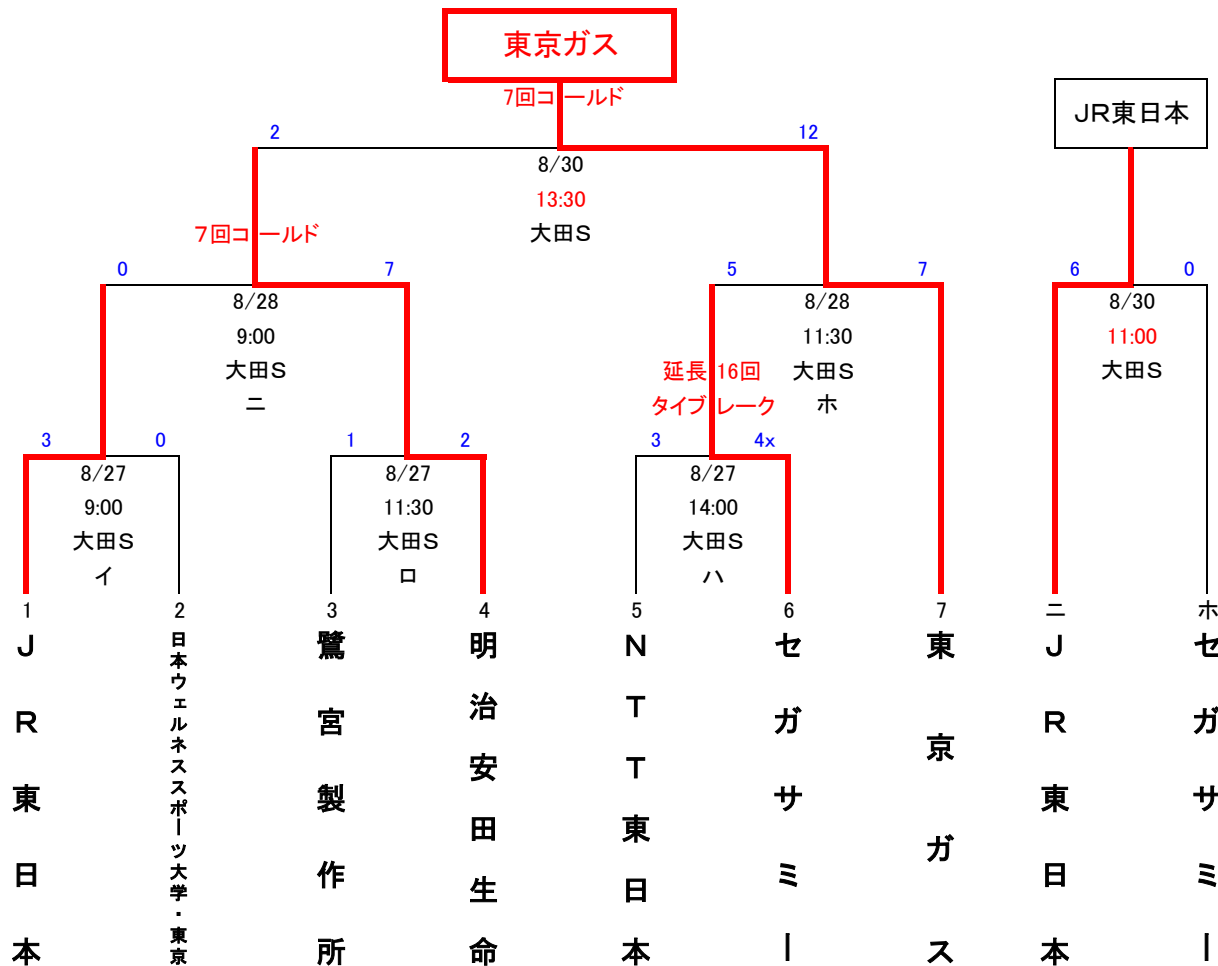 東京ガス
7回コールド
JR東日本
2
12
8/30
13:30
大田S
7回コールド
0
7
5
7
6
0
8/28
9:00
大田S
ニ
8/28
11:30
大田S
ホ
8/30
11:00
大田S
延長 16回
タイブレーク
3
0
1
2
3
4x
8/27
9:00
大田S
イ
8/27
11:30
大田S
ロ
8/27
14:00
大田S
ハ
1
2
3
4
5
6
7
ニ
ホ
JR東日本
日本ウェルネススポーツ大学・東京
鷺宮製作所
明治安田生命
NTT東日本
セガサミー
東京ガス
JR東日本
セガサミー